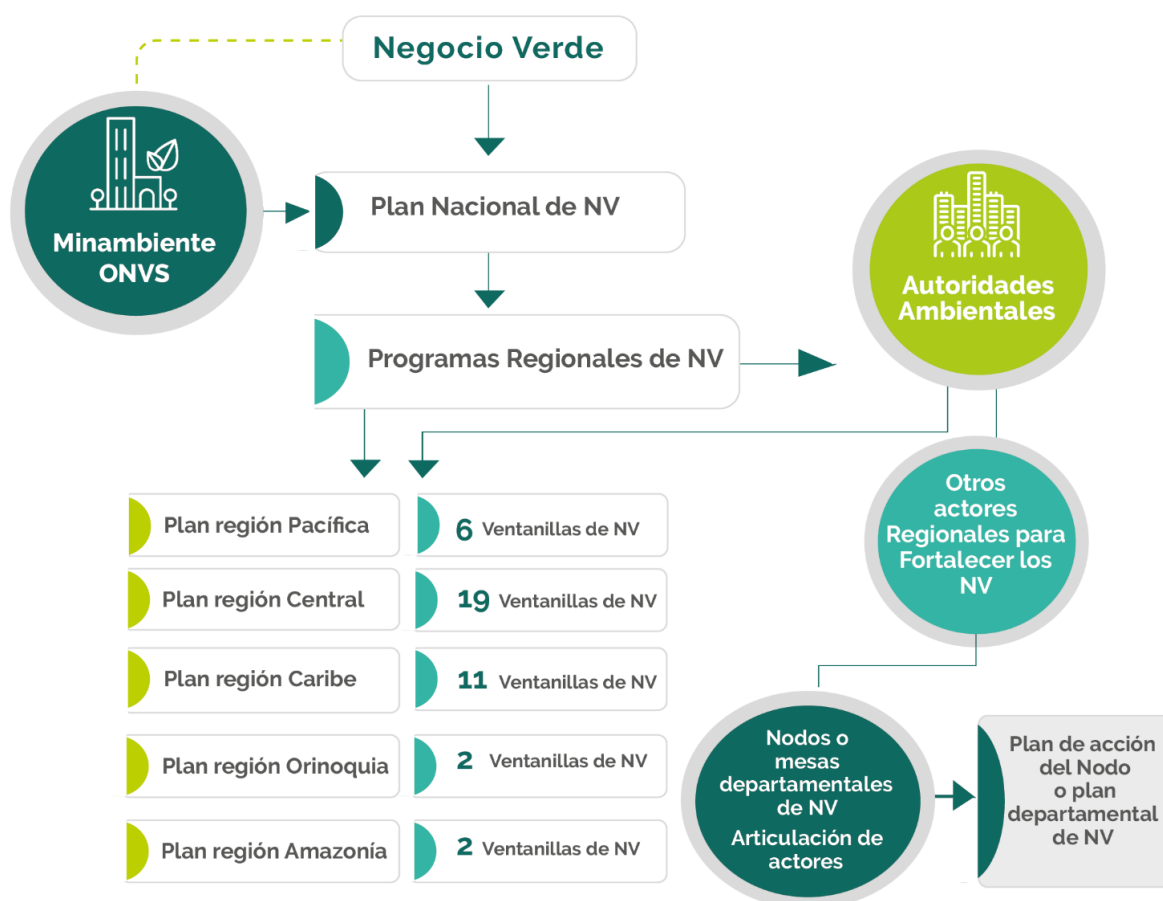 Negocio Verde
Minambiente
ONVS
Plan Nacional de NV
Autoridades
Ambientales
Programas Regionales de NV
Otros
actores
Regionales para
Fortalecer los
NV
Plan región Pacífica
6 Ventanillas de NV
Plan región Central
19 Ventanillas de NV
Plan región Caribe
11 Ventanillas de NV
Plan región Orinoquia
2 Ventanillas de NV
Plan región Amazonía
2 Ventanillas de NV
Nodos o
mesas
departamentales
de NV
Articulación de
actores
Plan de acción
del Nodo
o plan
departamental
de NV